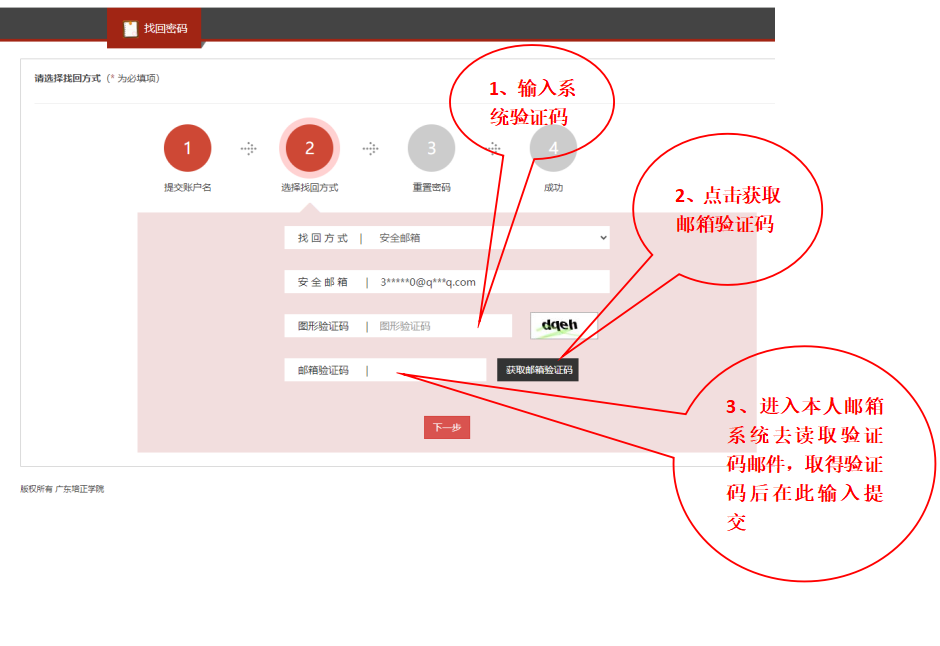 找回密码
请选择找回方式（* 为必填项）
1、输入系
统验证码
1
2
3
4
提交账户名
选择找回方式
重置密码
成功
2、点击获取
邮箱验证码
找 回 方 式 | 安全邮箱
安 全 邮 箱 | 3*****0@q***q.com
图形验证码 | 图形验证码
dqeh
邮箱验证码 |
获取邮箱验证码
下一步
3、进入本人邮箱
系统去读取验证
码邮件，取得验证
码后在此输入提
交
版权所有 广东培正学院